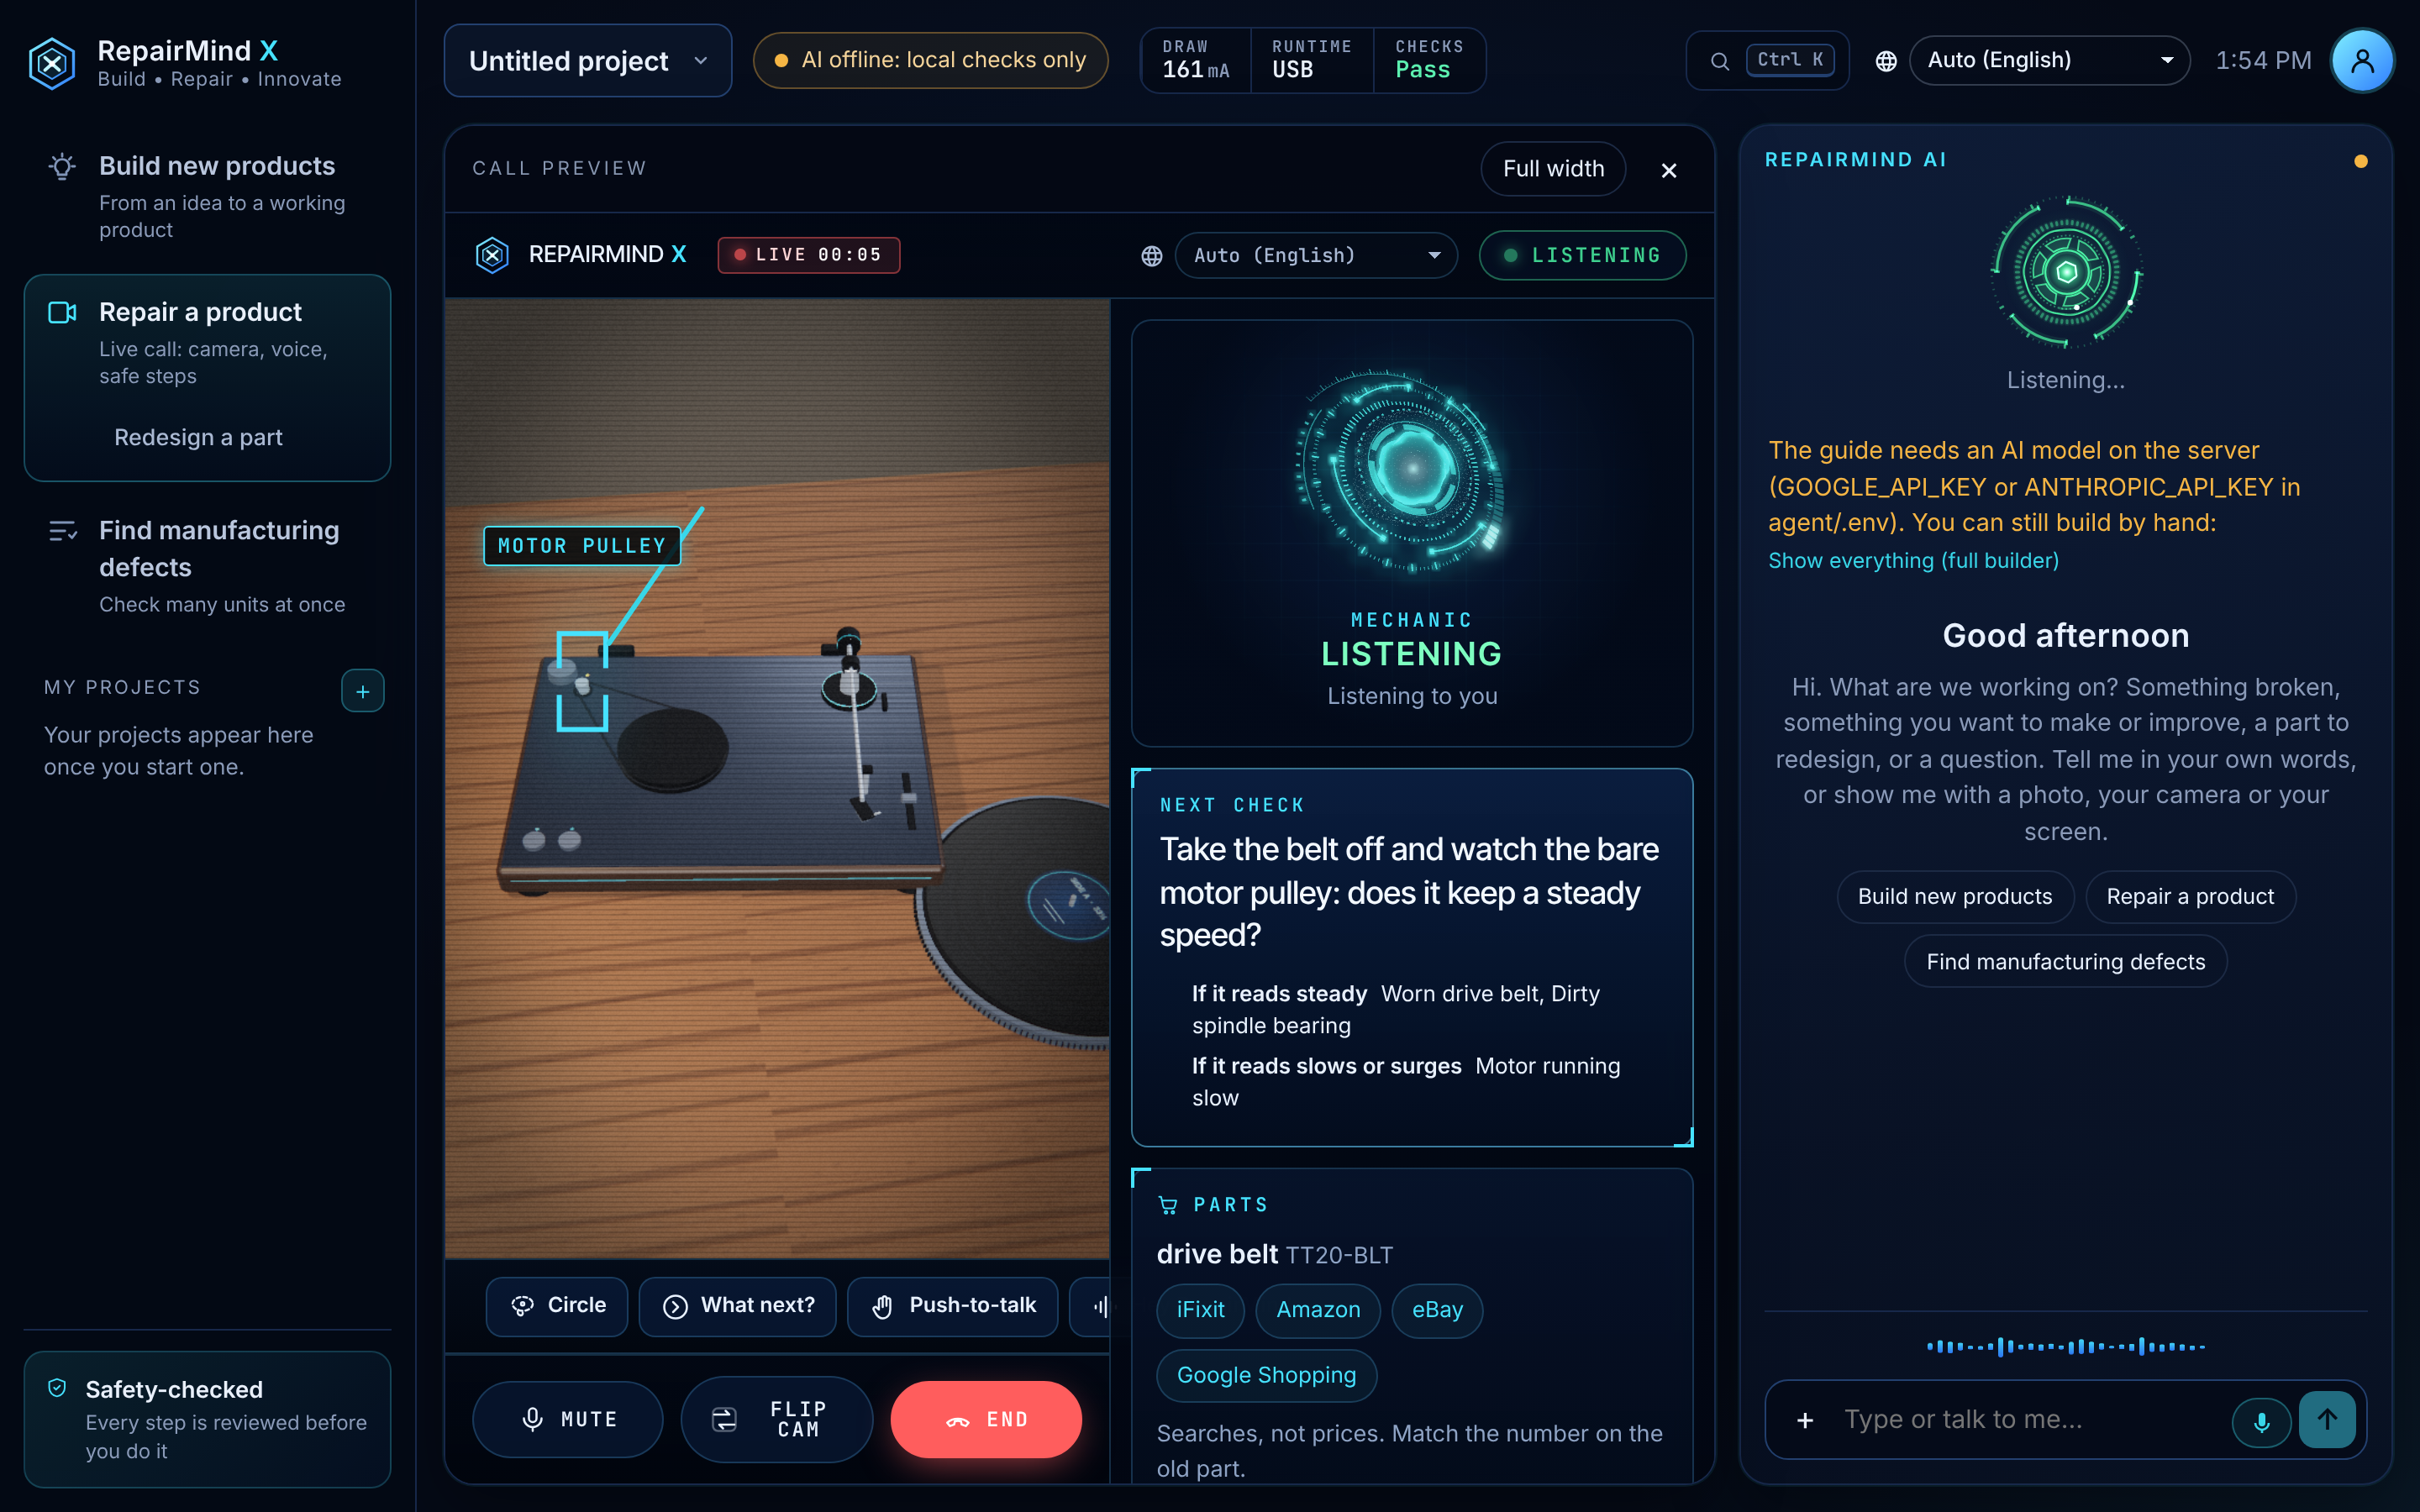 RepairMind X
Build • Repair • Innovate
Build new products
From an idea to a working
product
Repair a product
Live call: camera, voice,
safe steps
Redesign a part
Find manufacturing
defects
Check many units at once
MY PROJECTS
+
Your projects appear here
once you start one.
Safety-checked
Every step is reviewed before
you do it
Untitled project
AI offline: local checks only
DRAW
161 mA
RUNTIME
USB
CHECKS
Pass
Ctrl K
Auto (English)
1:54 PM
CALL PREVIEW
Full width
REPAIRMIND X
LIVE 00:05
Auto (English)
LISTENING
MOTOR PULLEY
Circle
What next?
Push-to-talk
MUTE
FLIP
CAM
END
MECHANIC
LISTENING
Listening to you
NEXT CHECK
Take the belt off and watch the bare
motor pulley: does it keep a steady
speed?
If it reads steady Worn drive belt, Dirty
spindle bearing
If it reads slows or surges Motor running
slow
PARTS
drive belt TT20-BLT
iFixit
Amazon
eBay
Google Shopping
Searches, not prices. Match the number on the
old part.
REPAIRMIND AI
Listening...
The guide needs an AI model on the server
(GOOGLE_API_KEY or ANTHROPIC_API_KEY in
agent/.env). You can still build by hand:
Show everything (full builder)
Good afternoon
Hi. What are we working on? Something broken,
something you want to make or improve, a part to
redesign, or a question. Tell me in your own words,
or show me with a photo, your camera or your
screen.
Build new products
Repair a product
Find manufacturing defects
+
Type or talk to me...